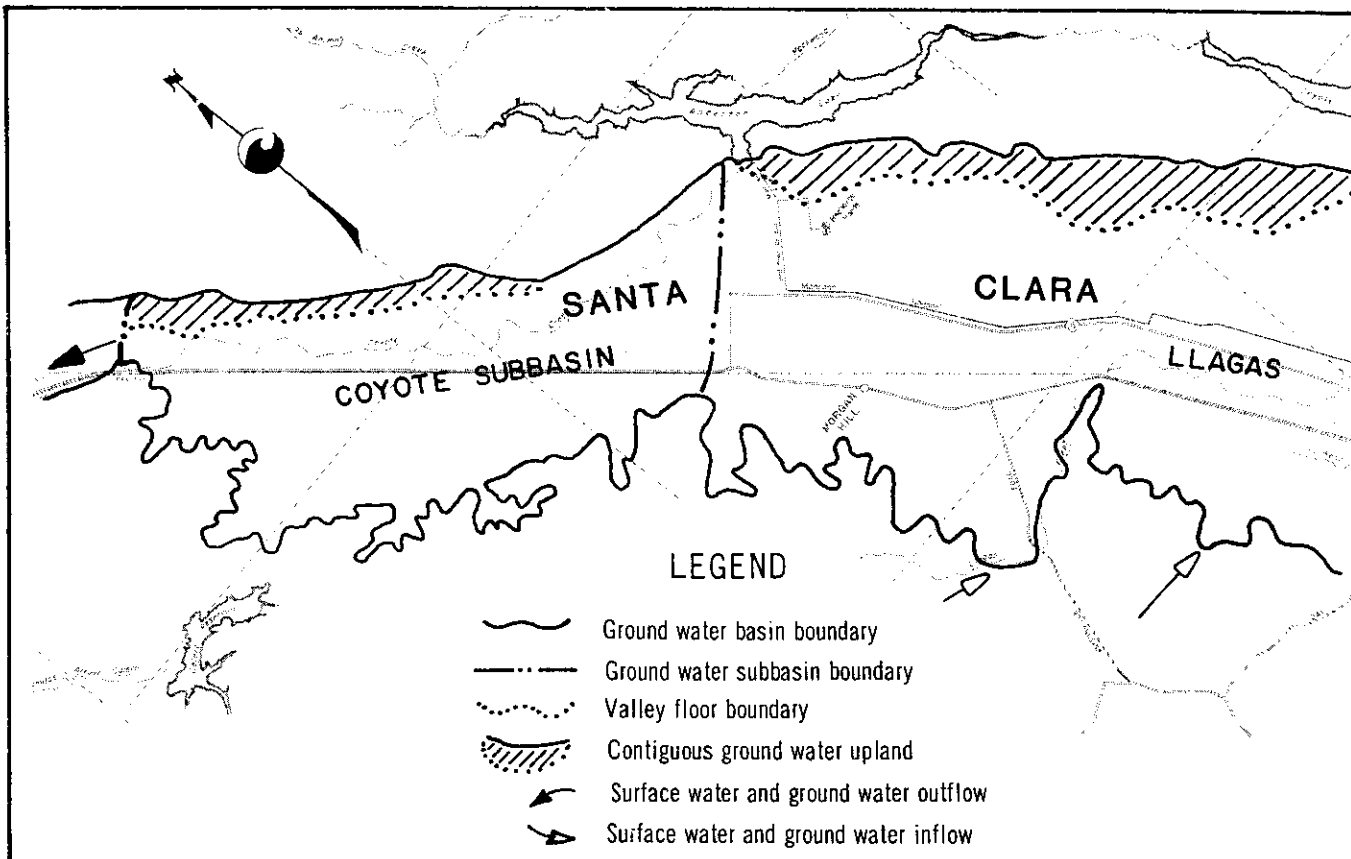 SANTA
CLARA
COYOTE SUBBASIN
LLAGAS
MORGAN
HILL
LEGEND
Ground water basin boundary
Ground water subbasin boundary
Valley floor boundary
Contiguous ground water upland
Surface water and ground water outflow
Surface water and ground water inflow